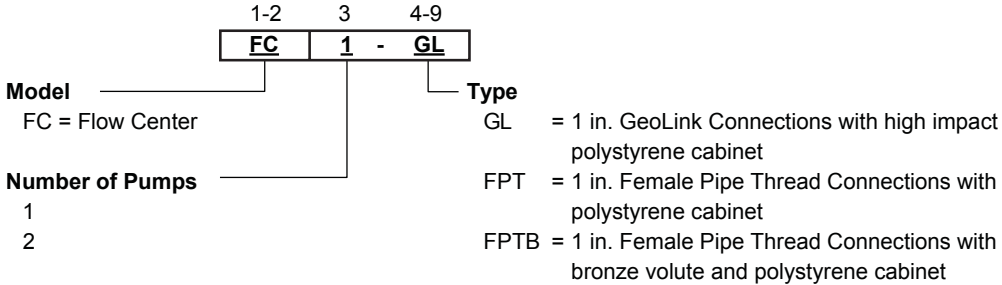 1-2 3 4-9
FC 1 - GL
Model
FC = Flow Center
Number of Pumps
1
2
Type
GL = 1 in. GeoLink Connections with high impact
polystyrene cabinet
FPT = 1 in. Female Pipe Thread Connections with
polystyrene cabinet
FPTB = 1 in. Female Pipe Thread Connections with
bronze volute and polystyrene cabinet